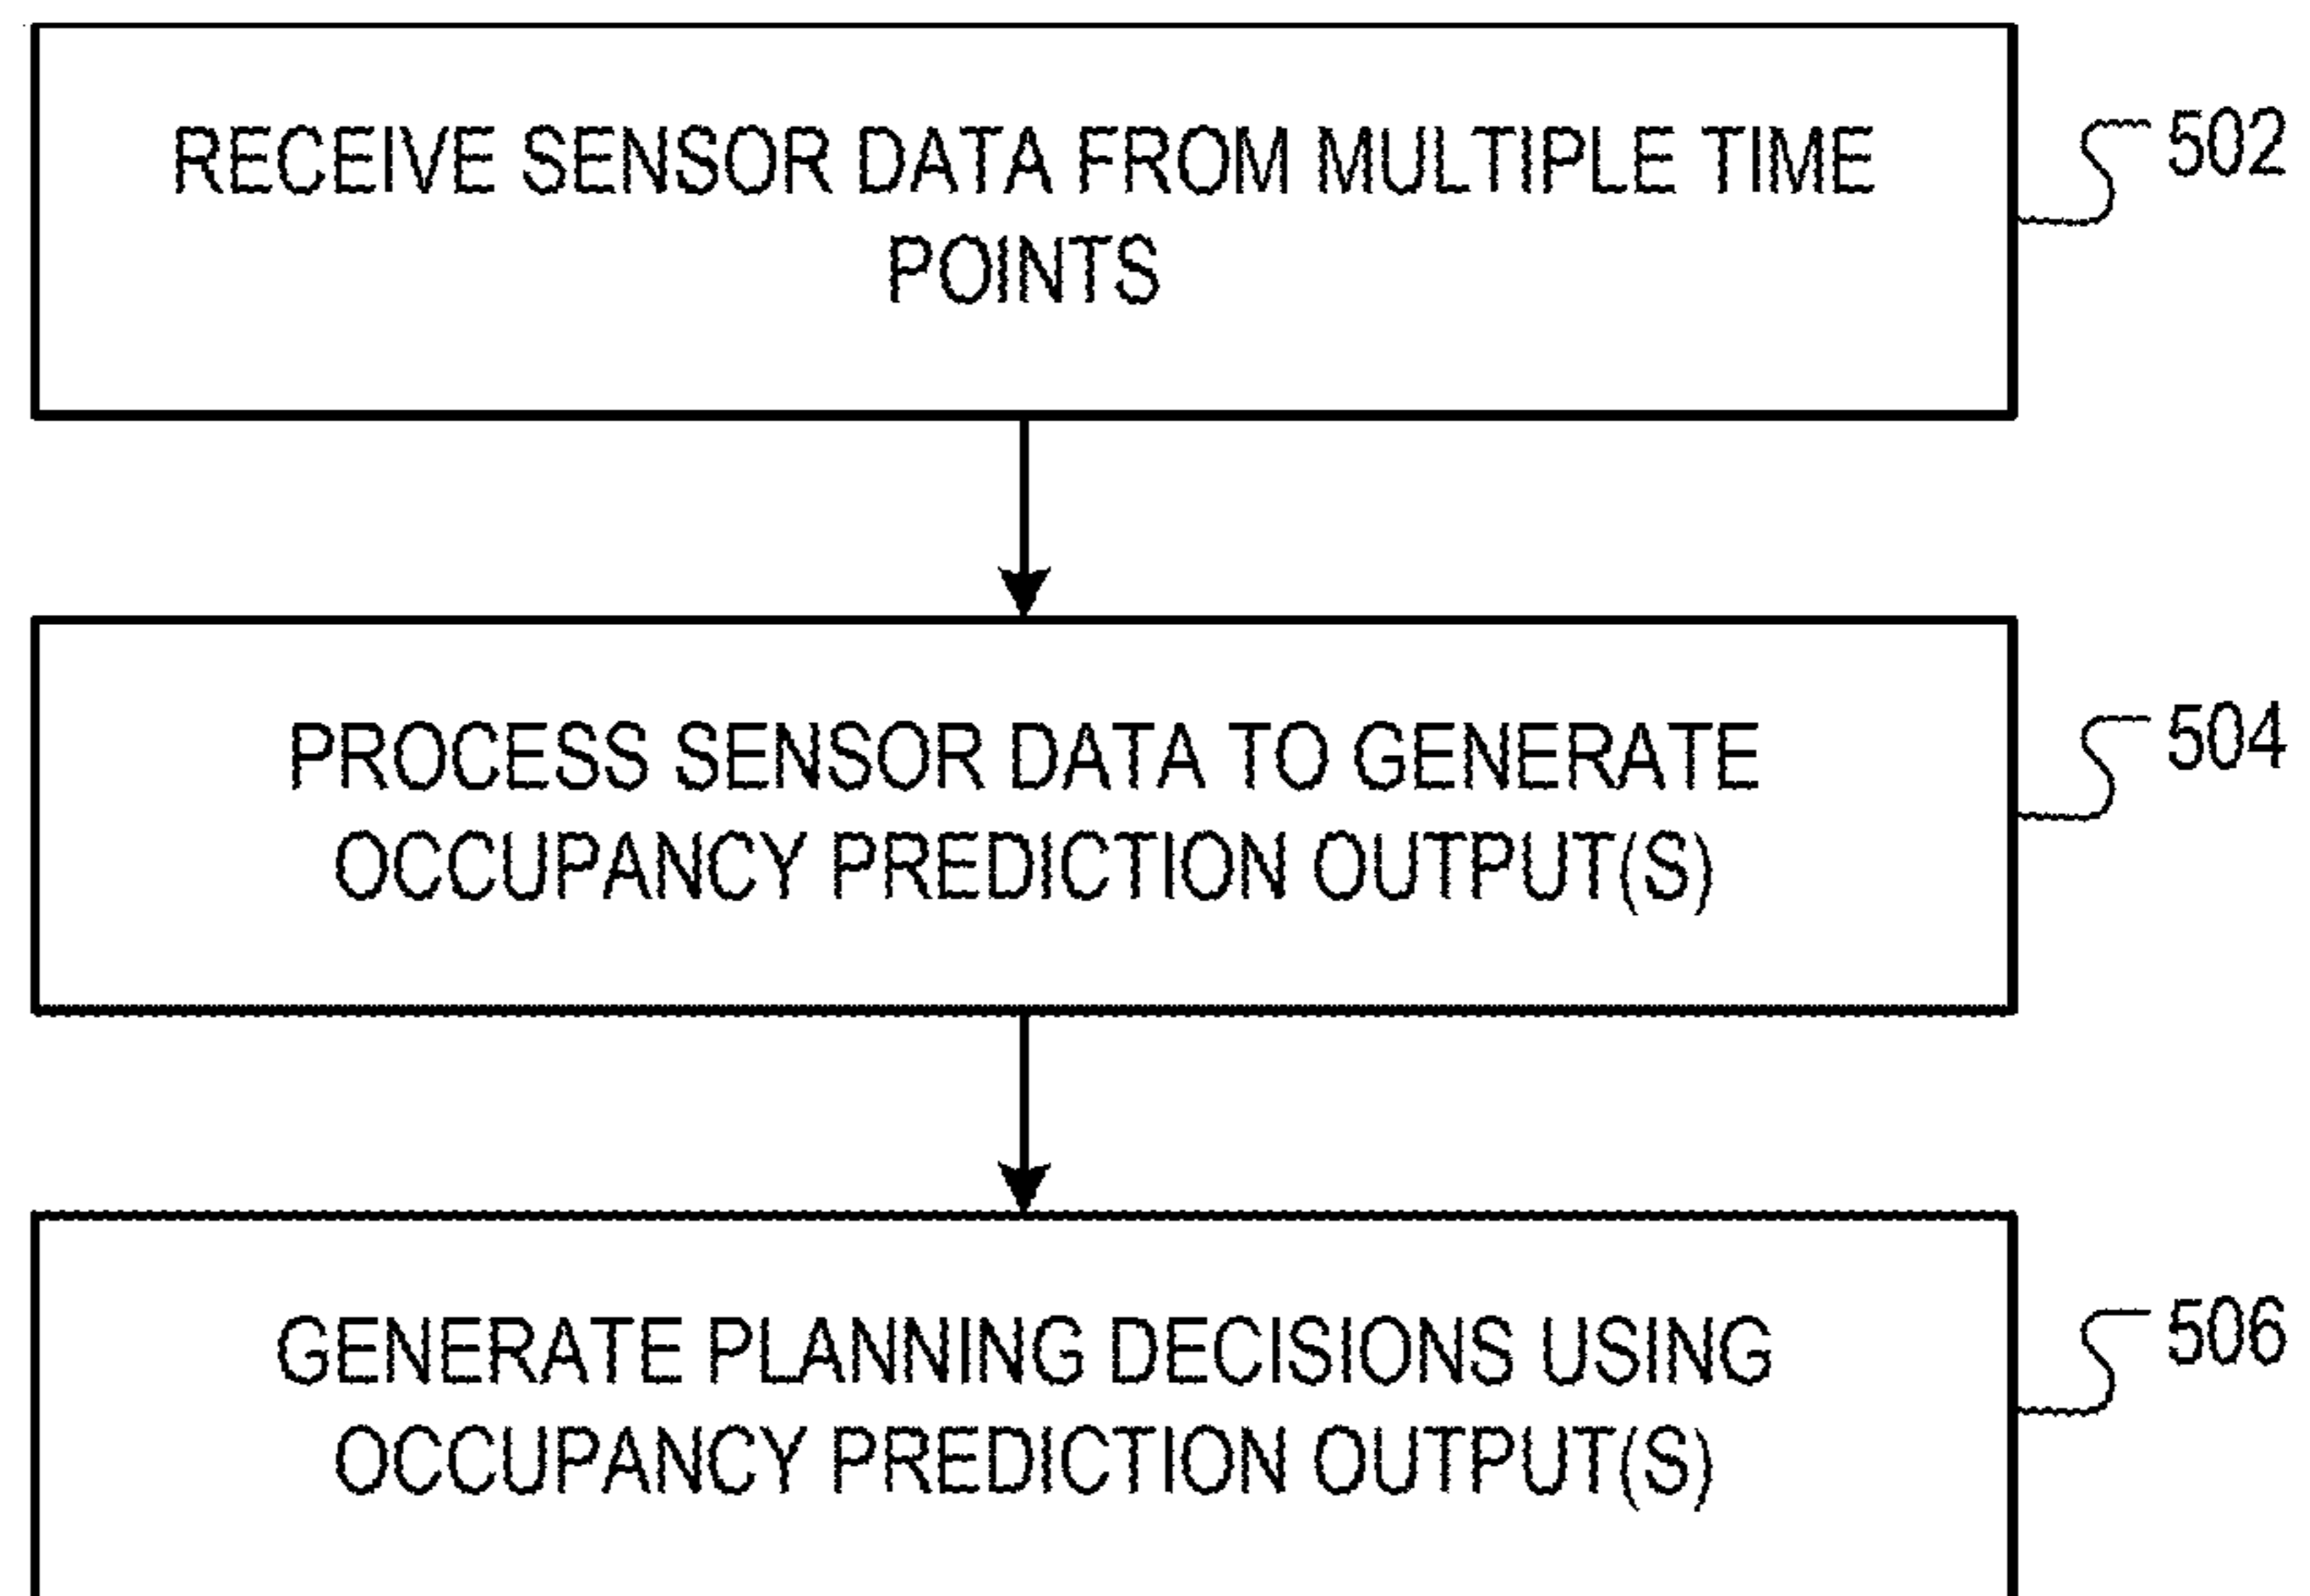 RECEIVE SENSOR DATA FROM MULTIPLE TIME
POINTS
502
PROCESS SENSOR DATA TO GENERATE
OCCUPANCY PREDICTION OUTPUT(S)
504
GENERATE PLANNING DECISIONS USING
OCCUPANCY PREDICTION OUTPUT(S)
506